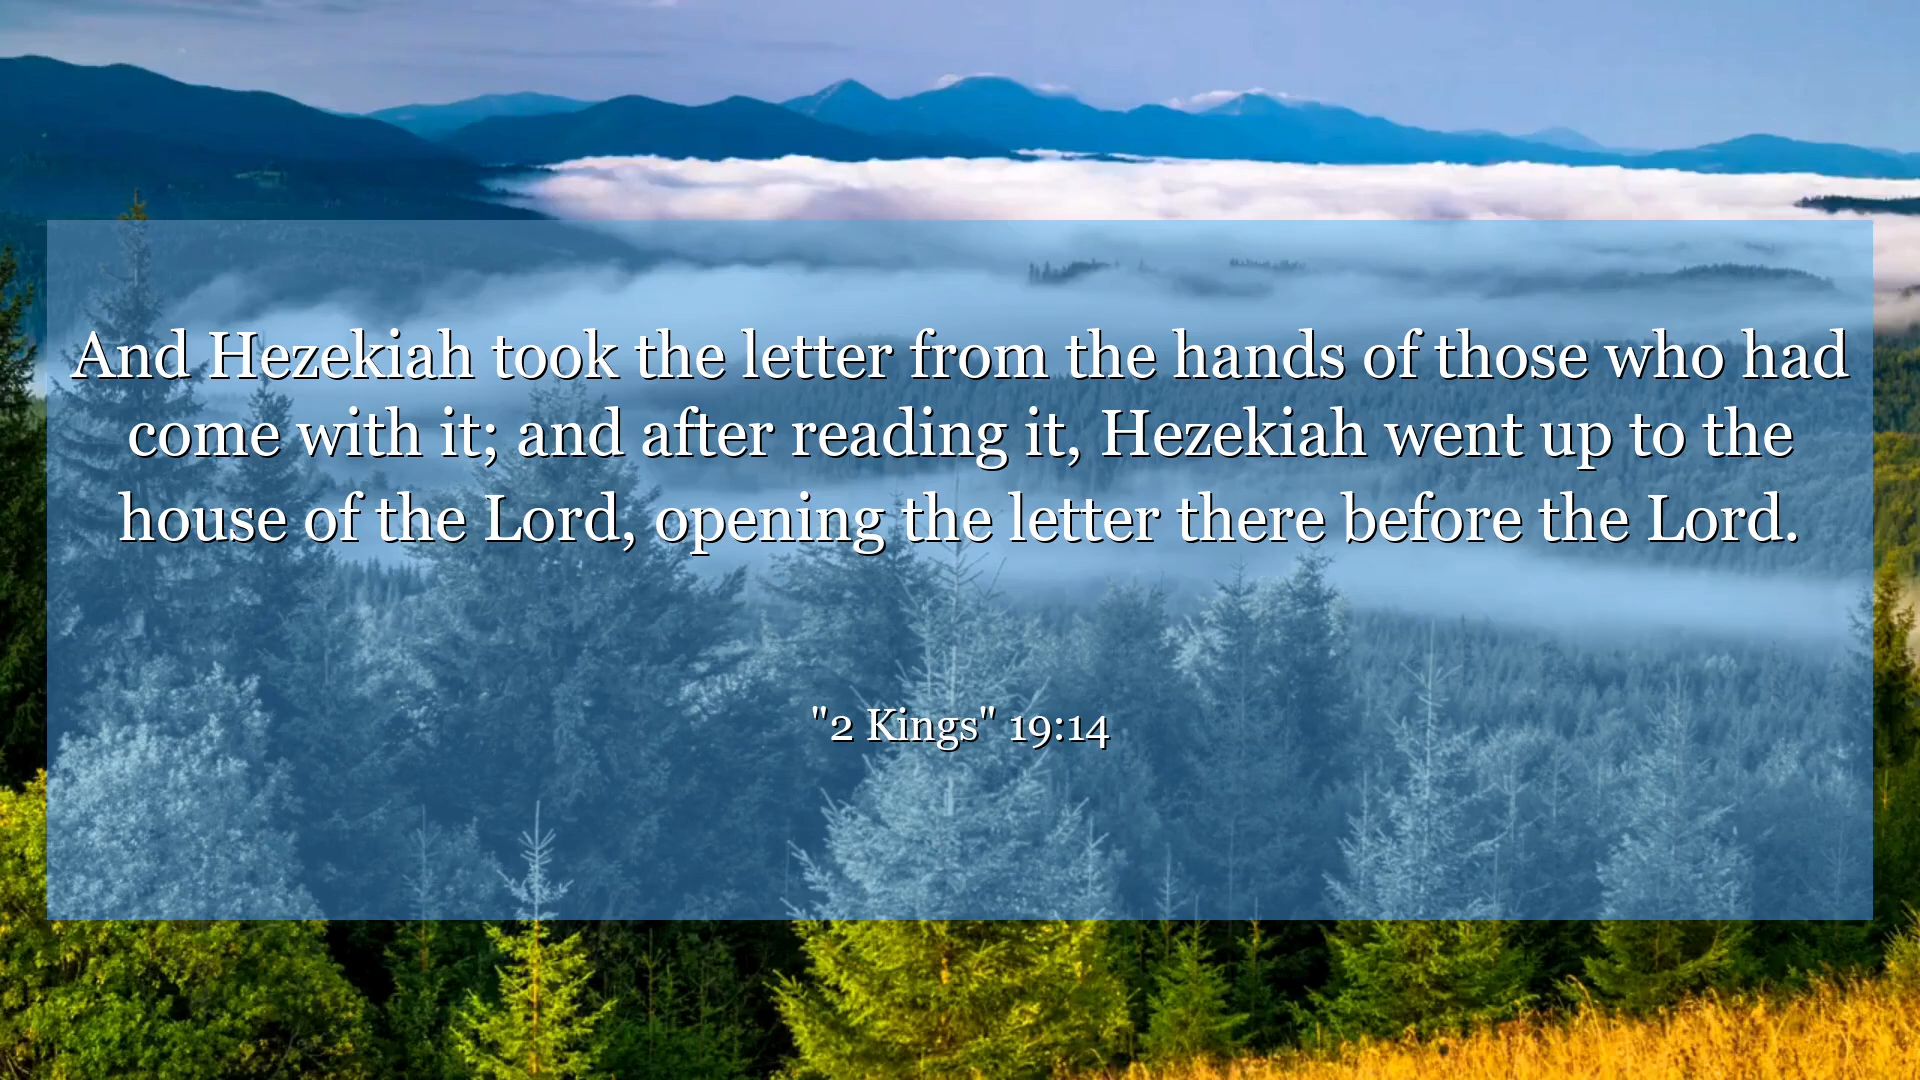 And Hezekiah took the letter from the hands of those who had
come with it; and after reading it, Hezekiah went up to the
house of the Lord, opening the letter there before the Lord.
"2 Kings" 19:14